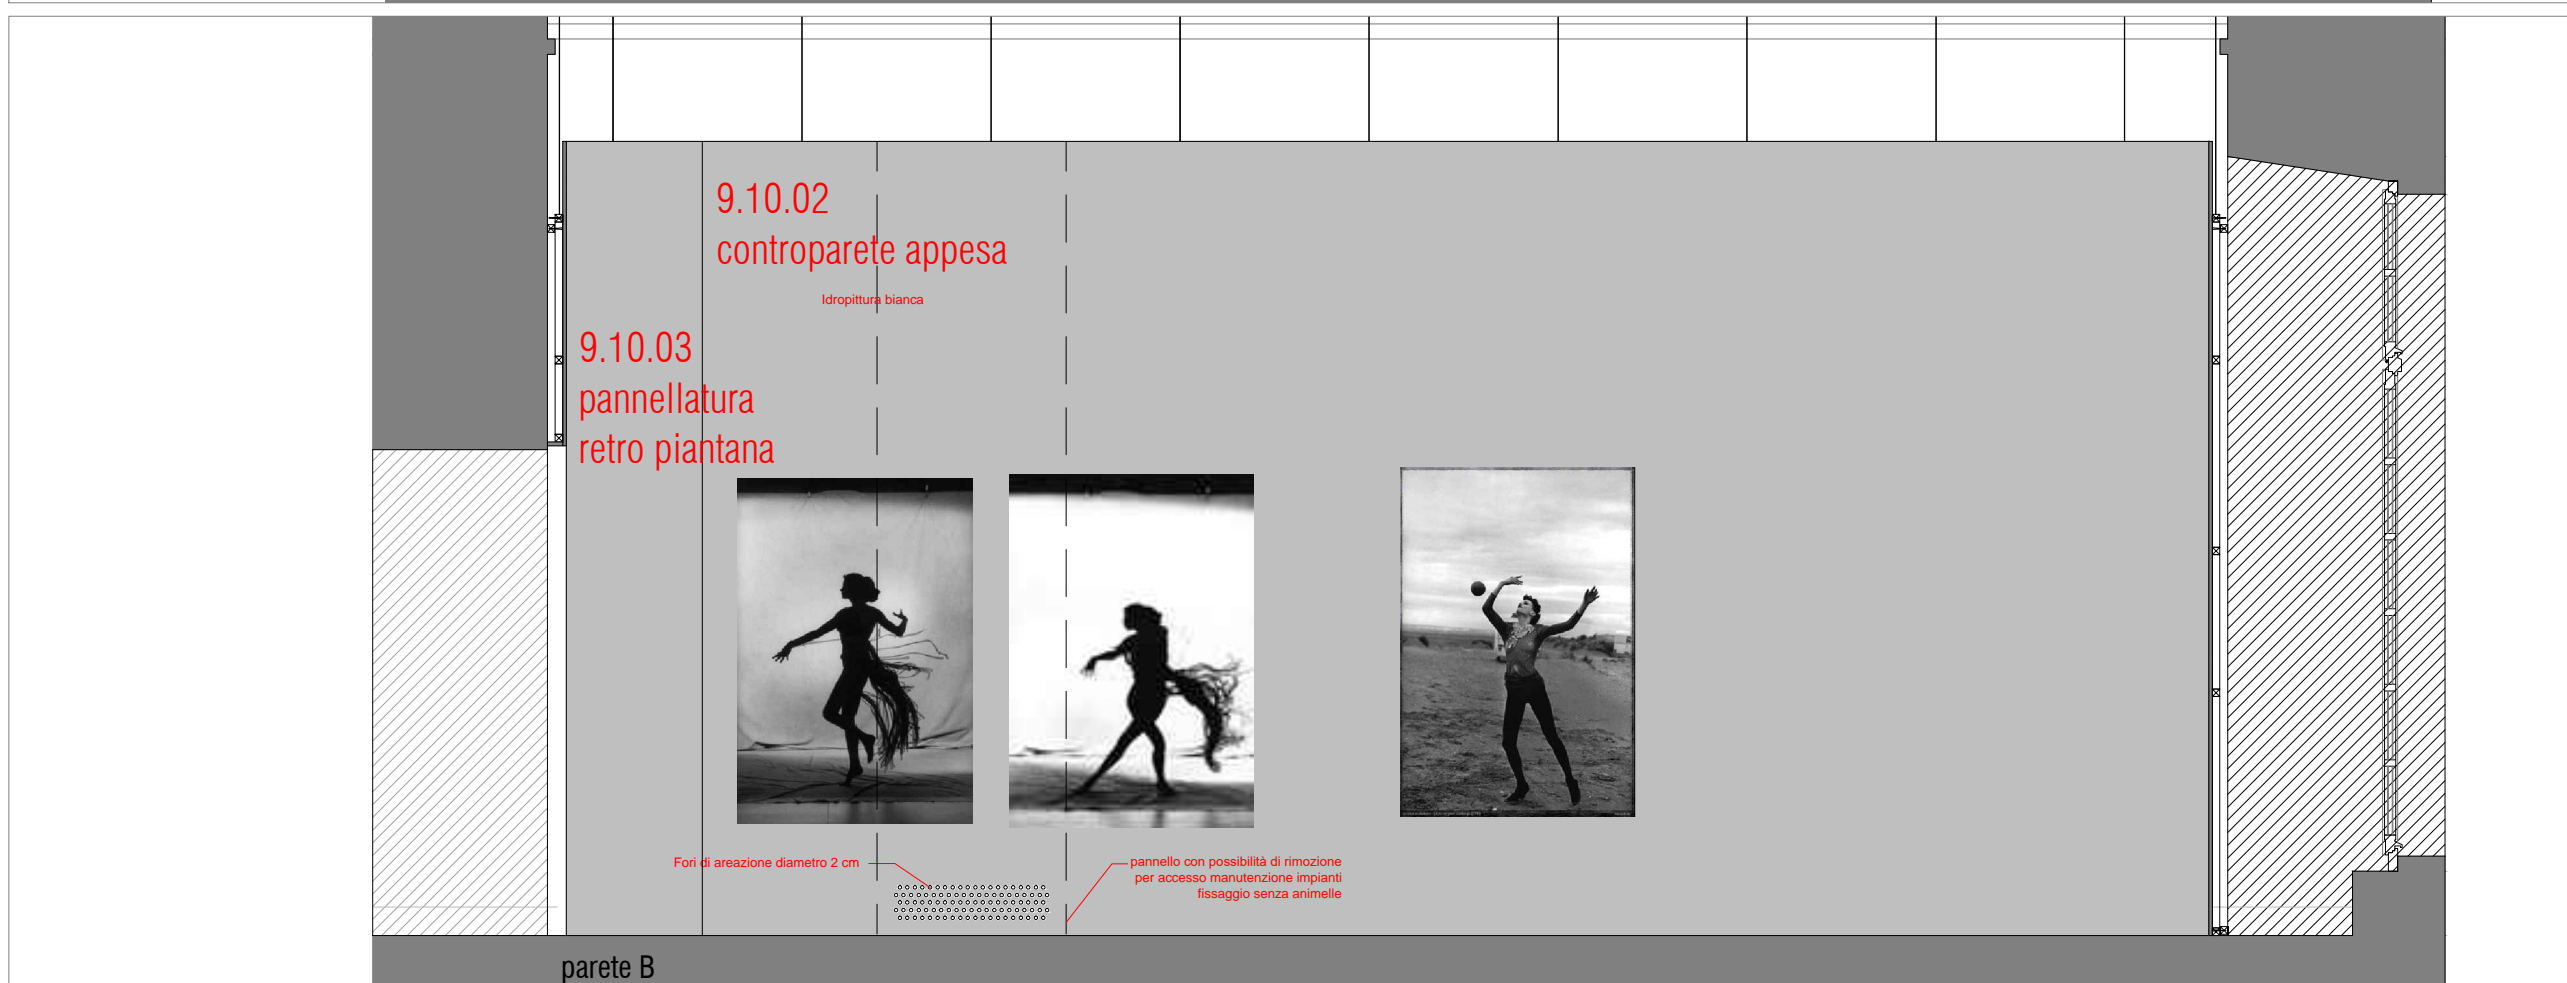 9.10.02
controparete appesa
Idropittura bianca
9.10.03
pannellatura
retro piantana
Fori di areazione diametro 2 cm
pannello con possibilità di rimozione
per accesso manutenzione impianti
fissaggio senza animelle
parete B